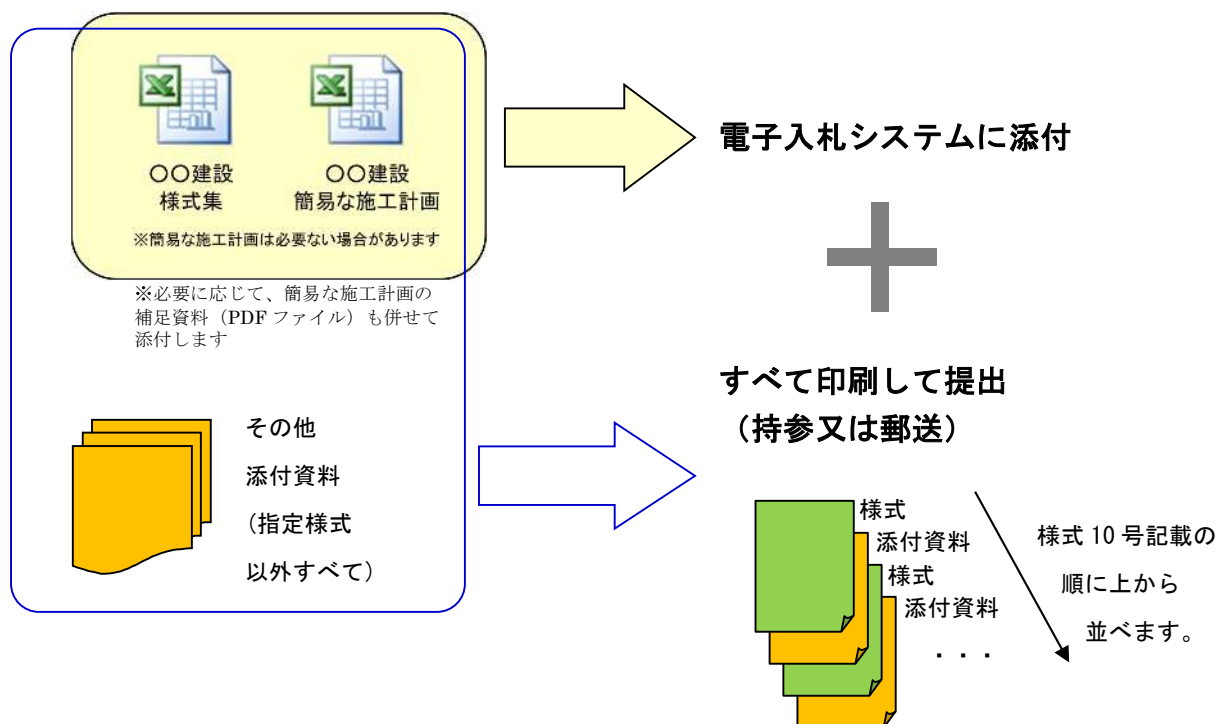 〇〇建設
様式集
〇〇建設
簡易な施工計画
※簡易な施工計画は必要ない場合があります
※必要に応じて、簡易な施工計画の
補足資料（PDF ファイル）も併せて
添付します
電子入札システムに添付
その他
添付資料
(指定様式
以外すべて)
すべて印刷して提出
（持参又は郵送）
様式
添付資料
様式
添付資料
・・・
様式 10 号記載の
順に上から
並べます。